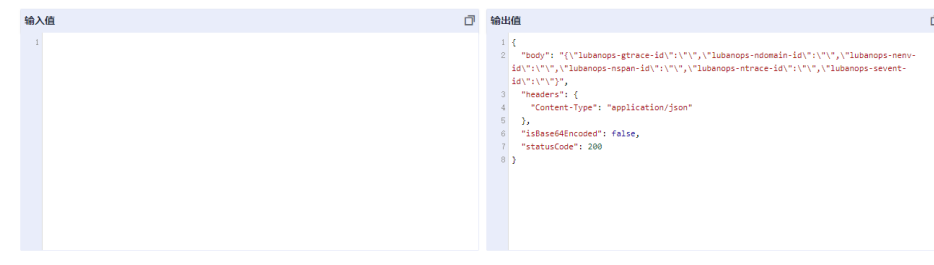 输入值
1
输出值
1 {
2 "body": "{\"lubanops-gtrace-id\":\"\",\"lubanops-ndomain-id\":\"\",\"lubanops-nenv-
id\":\"\",\"lubanops-nspan-id\":\"\",\"lubanops-ntrace-id\":\"\",\"lubanops-sevent-
id\":\"\"}",
3 "headers": {
4 "Content-Type": "application/json"
5 },
6 "isBase64Encoded": false,
7 "statusCode": 200
8 }